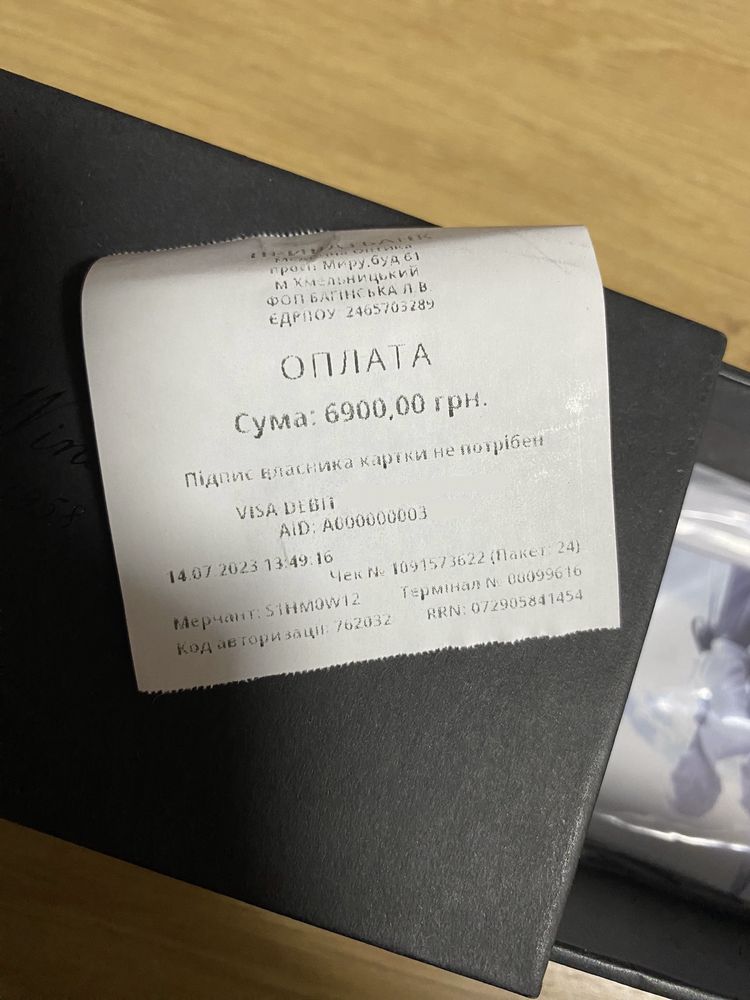 ПРИВАТБАНК
просп Миру,буд 61
м Хмельницький
ФОП БАГІНСЬКА Л.В.
ЄДРПОУ: 2465703289
ОПЛАТА
Сума: 6900,00 грн.
Підпис власника картки не потрібен
VISA DEBIT
AID: A000000003
14.07.2023 13:49:16
Чек № 1091573622 (Пакет: 24)
Мерчант: S1HM0W12
Термінал № 00099616
Код авторизації: 762032
RRN: 072905841454